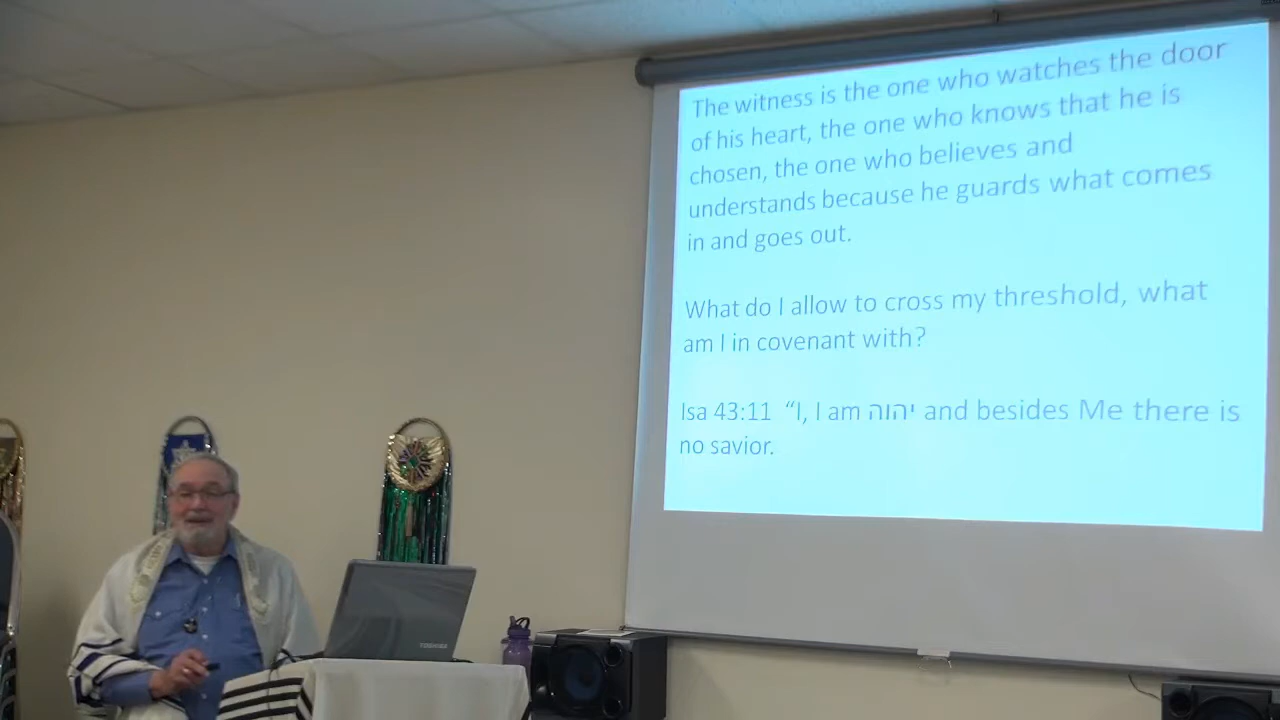 The witness is the one who watches the door
of his heart, the one who knows that he is
chosen, the one who believes and
understands because he guards what comes
in and goes out.
What do I allow to cross my threshold, what
am I in covenant with?
Isa 43:11 “I, I am יהוה and besides Me there is
no savior.
TOSHIBA